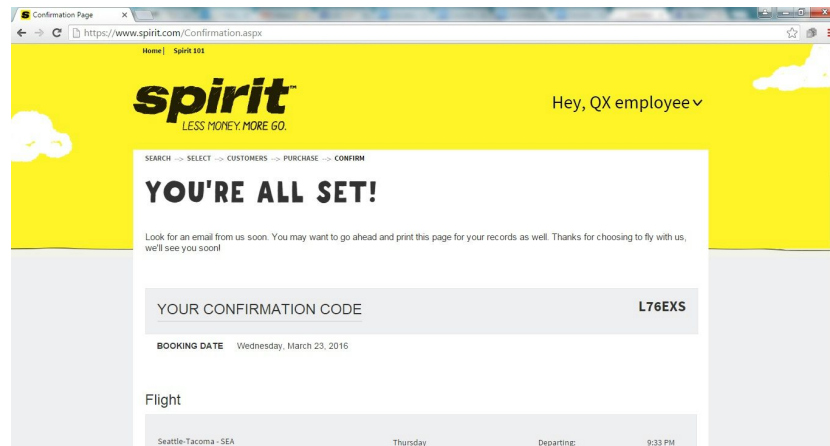 Confirmation Page
https://www.spirit.com/Confirmation.aspx
Home | Spirit 101
spirit™
LESS MONEY. MORE GO.
Hey, QX employee
SEARCH --> SELECT --> CUSTOMERS --> PURCHASE --> CONFIRM
YOU'RE ALL SET!
Look for an email from us soon. You may want to go ahead and print this page for your records as well. Thanks for choosing to fly with us,
we'll see you soon!
YOUR CONFIRMATION CODE L76EXS
BOOKING DATE Wednesday, March 23, 2016
Flight
Seattle-Tacoma - SEA Thursday Departing: 9:33 PM